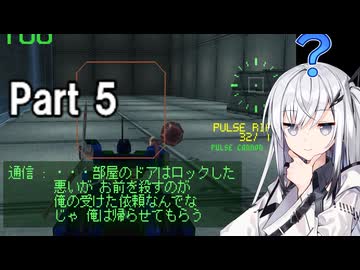 ?
Part 5
PULSE RI
32/
PULSE CANNON
通信 : ・・・部屋のドアはロックした
悪いが お前を殺すのが
俺の受けた依頼なんでな
じゃ 俺は帰らせてもらう